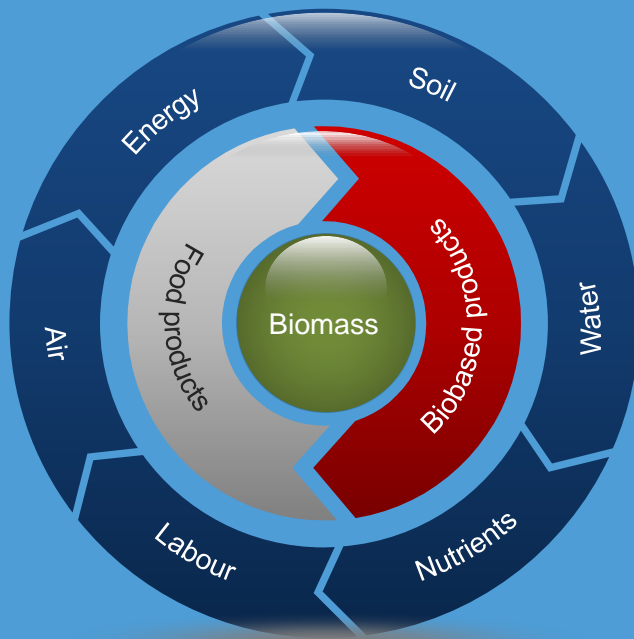 Soil
Water
Nutrients
Labour
Air
Energy
Biobased products
Food products
Biomass